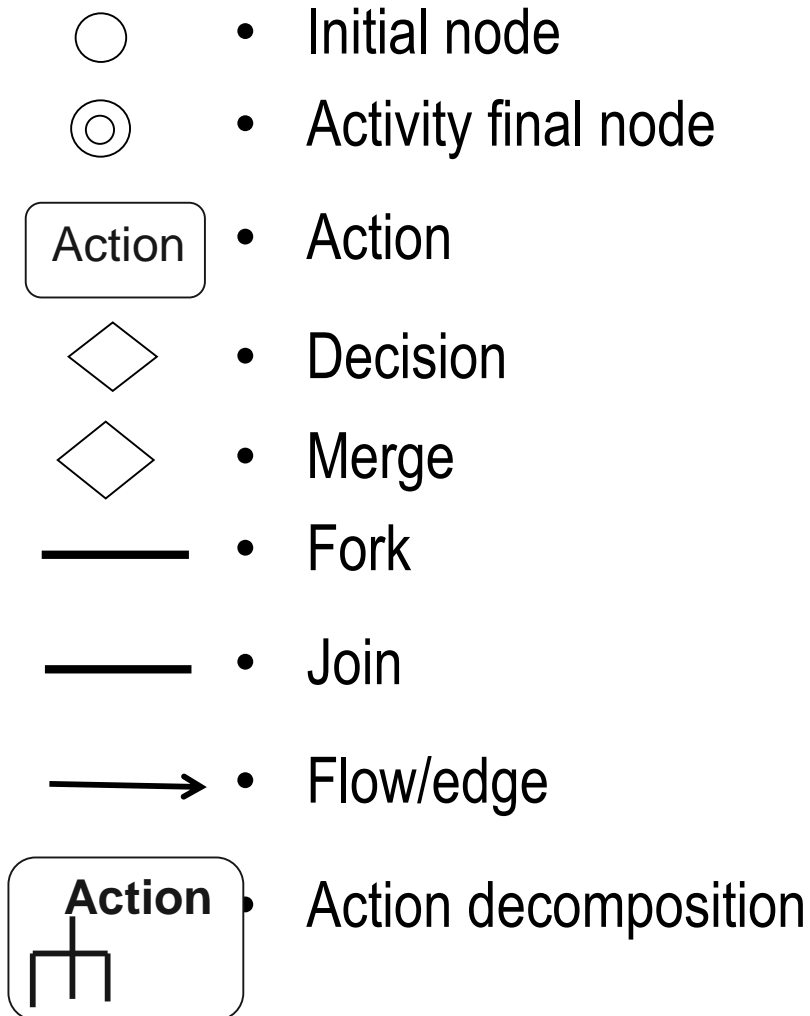 • Initial node
• Activity final node
Action • Action
• Decision
• Merge
• Fork
• Join
• Flow/edge
Action • Action decomposition